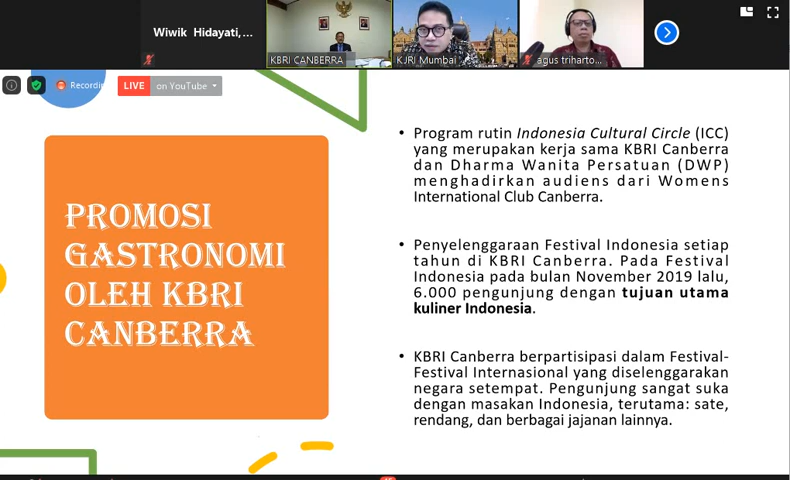 Wiwik Hidayati,...
KBRI CANBERRA
KJRI Mumbai
agus triharto...
Recordi
LIVE
on YouTube
PROMOSI
GASTRONOMI
OLEH KBRI
CANBERRA
• Program rutin Indonesia Cultural Circle (ICC)
yang merupakan kerja sama KBRI Canberra
dan Dharma Wanita Persatuan (DWP)
menghadirkan audiens dari Womens
International Club Canberra.
• Penyelenggaraan Festival Indonesia setiap
tahun di KBRI Canberra. Pada Festival
Indonesia pada bulan November 2019 lalu,
6.000 pengunjung dengan tujuan utama
kuliner Indonesia.
• KBRI Canberra berpartisipasi dalam Festival-
Festival Internasional yang diselenggarakan
negara setempat. Pengunjung sangat suka
dengan masakan Indonesia, terutama: sate,
rendang, dan berbagai jajanan lainnya.